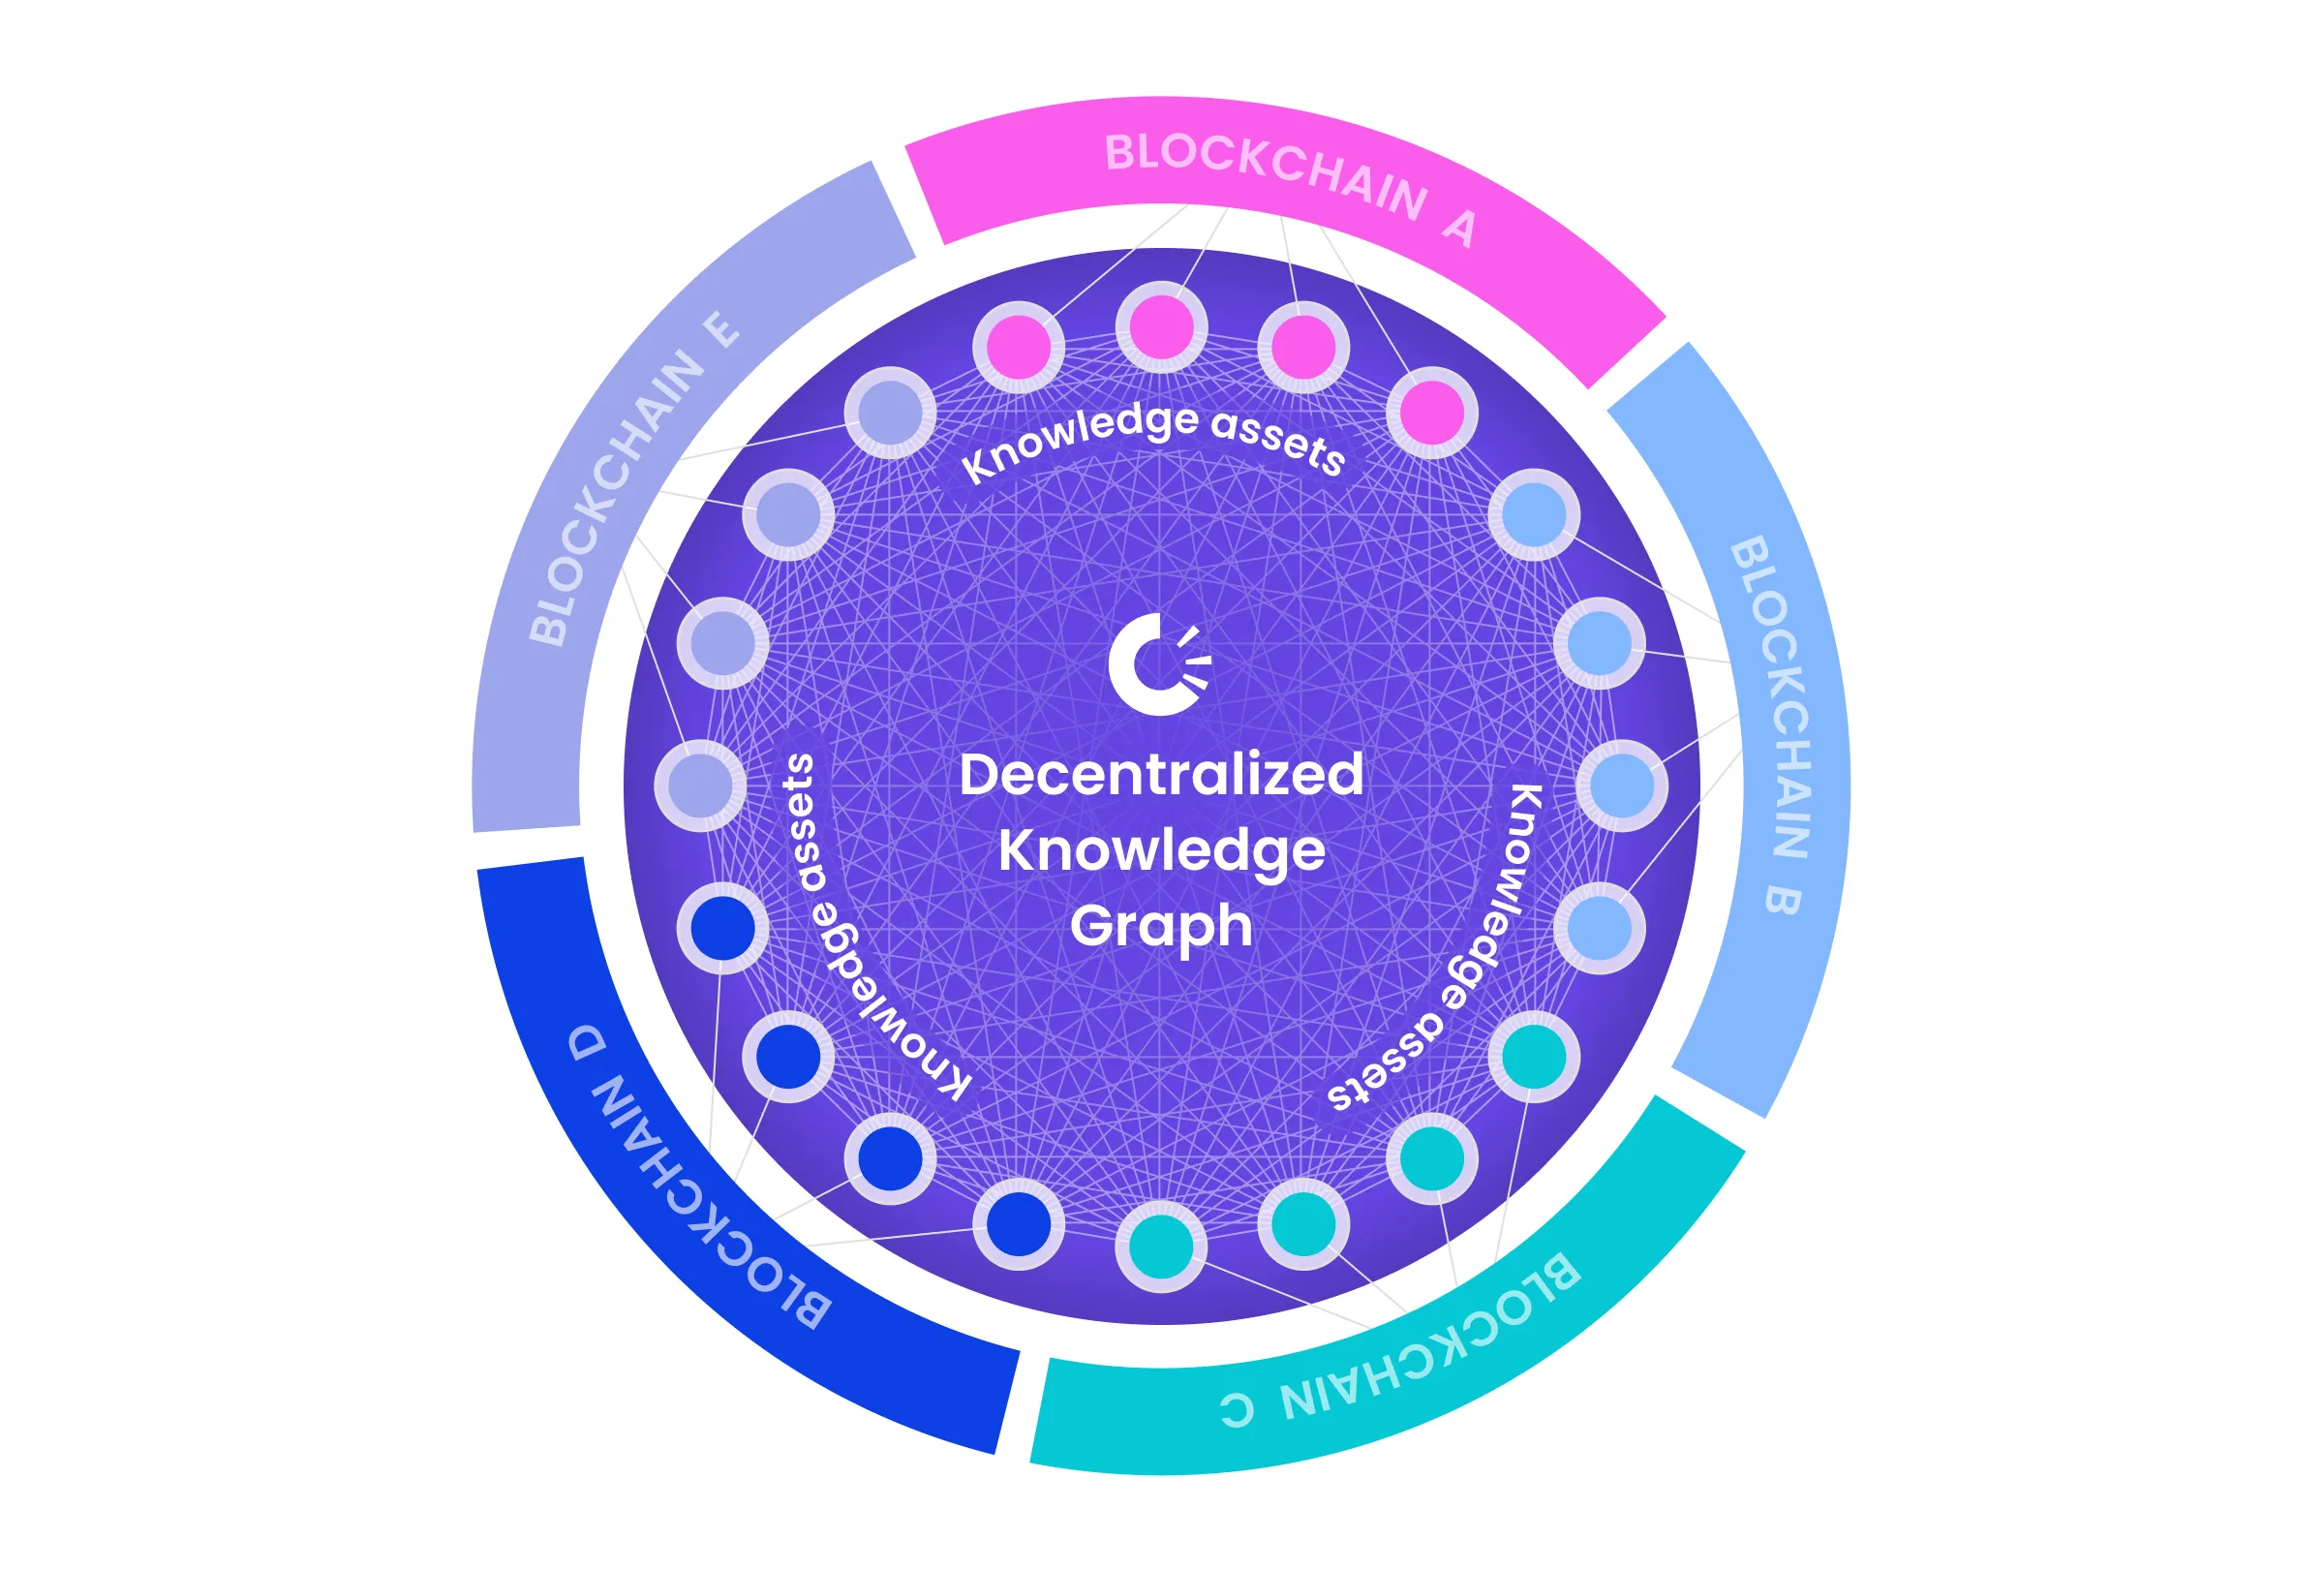 BLOCKCHAIN A
BLOCKCHAIN B
BLOCKCHAIN C
BLOCKCHAIN D
BLOCKCHAIN E
Knowledge assets
Knowledge assets
Knowledge assets
Decentralized
Knowledge
Graph